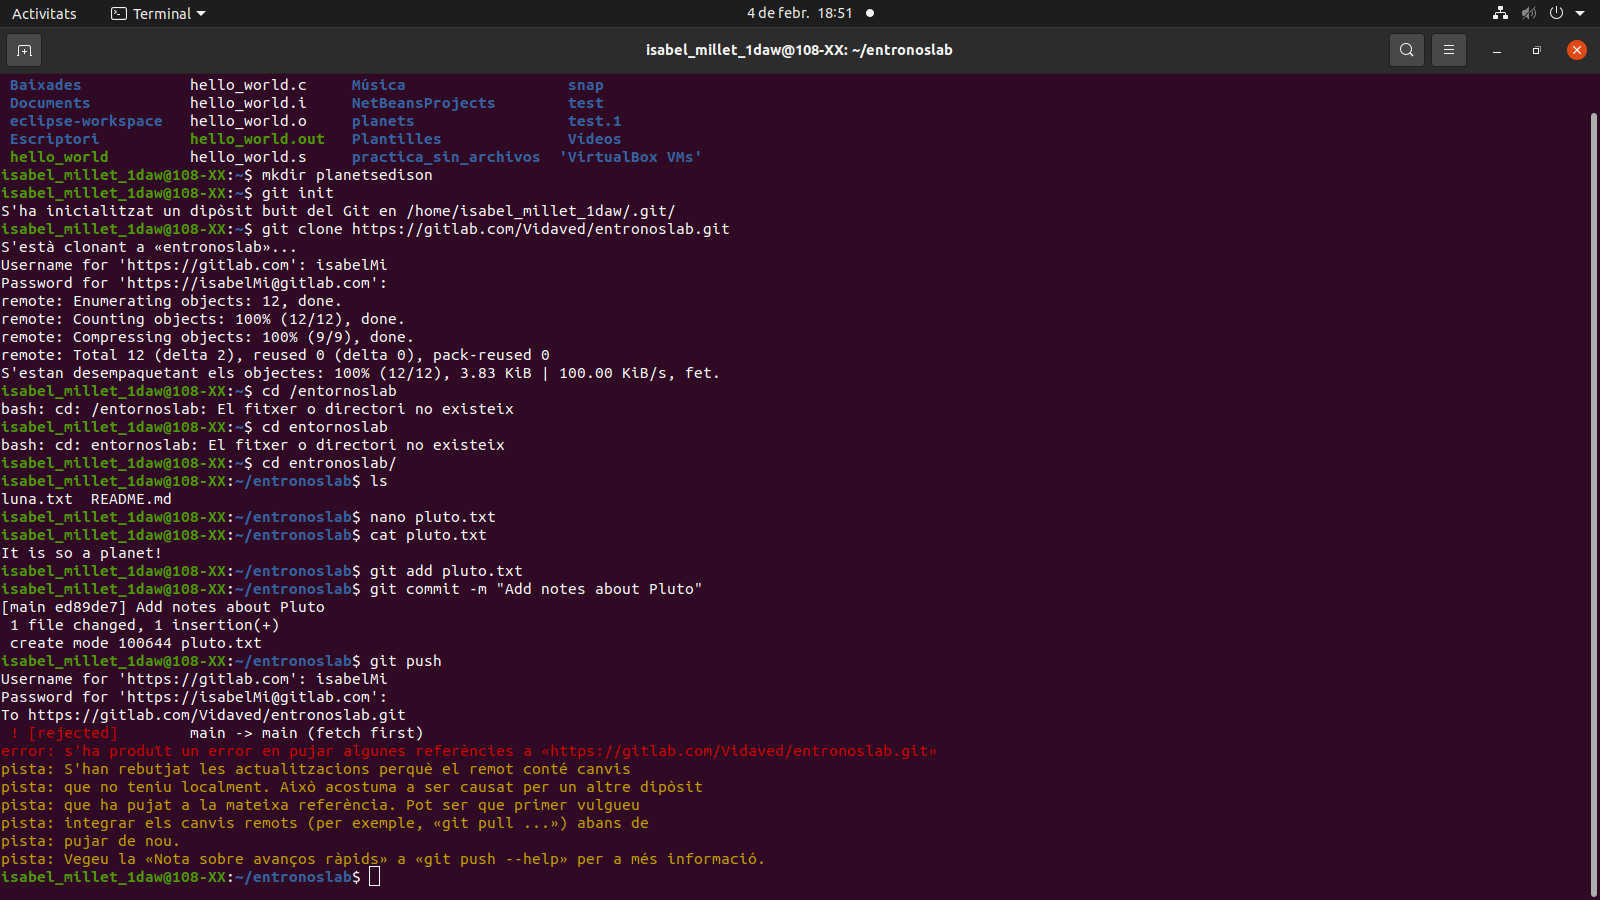 Activitats Terminal 4 de febr. 18:51
isabel_millet_1daw@108-XX: ~/entronoslab
Baixades hello_world.c Música snap
Documents hello_world.i NetBeansProjects test
eclipse-workspace hello_world.o planets test.1
Escriptori hello_world.out Plantilles Vídeos
hello_world hello_world.s practica_sin_archivos 'VirtualBox VMs'
isabel_millet_1daw@108-XX:~$ mkdir planetsedison
isabel_millet_1daw@108-XX:~$ git init
S'ha inicialitzat un dipòsit buit del Git en /home/isabel_millet_1daw/.git/
isabel_millet_1daw@108-XX:~$ git clone https://gitlab.com/Vidaved/entronoslab.git
S'està clonant a «entronoslab»...
Username for 'https://gitlab.com': isabelMi
Password for 'https://isabelMi@gitlab.com':
remote: Enumerating objects: 12, done.
remote: Counting objects: 100% (12/12), done.
remote: Compressing objects: 100% (9/9), done.
remote: Total 12 (delta 2), reused 0 (delta 0), pack-reused 0
S'estan desempaquetant els objectes: 100% (12/12), 3.83 KiB | 100.00 KiB/s, fet.
isabel_millet_1daw@108-XX:~$ cd /entornoslab
bash: cd: /entornoslab: El fitxer o directori no existeix
isabel_millet_1daw@108-XX:~$ cd entornoslab
bash: cd: entornoslab: El fitxer o directori no existeix
isabel_millet_1daw@108-XX:~$ cd entronoslab/
isabel_millet_1daw@108-XX:~/entronoslab$ ls
luna.txt README.md
isabel_millet_1daw@108-XX:~/entronoslab$ nano pluto.txt
isabel_millet_1daw@108-XX:~/entronoslab$ cat pluto.txt
It is so a planet!
isabel_millet_1daw@108-XX:~/entronoslab$ git add pluto.txt
isabel_millet_1daw@108-XX:~/entronoslab$ git commit -m "Add notes about Pluto"
[main ed89de7] Add notes about Pluto
1 file changed, 1 insertion(+)
create mode 100644 pluto.txt
isabel_millet_1daw@108-XX:~/entronoslab$ git push
Username for 'https://gitlab.com': isabelMi
Password for 'https://isabelMi@gitlab.com':
To https://gitlab.com/Vidaved/entronoslab.git
! [rejected] main -> main (fetch first)
error: s'ha produït un error en pujar algunes referències a «https://gitlab.com/Vidaved/entronoslab.git»
pista: S'han rebutjat les actualitzacions perquè el remot conté canvis
pista: que no teniu localment. Això acostuma a ser causat per un altre dipòsit
pista: que ha pujat a la mateixa referència. Pot ser que primer vulgueu
pista: integrar els canvis remots (per exemple, «git pull ...») abans de
pista: pujar de nou.
pista: Vegeu la «Nota sobre avanços ràpids» a «git push --help» per a més informació.
isabel_millet_1daw@108-XX:~/entronoslab$